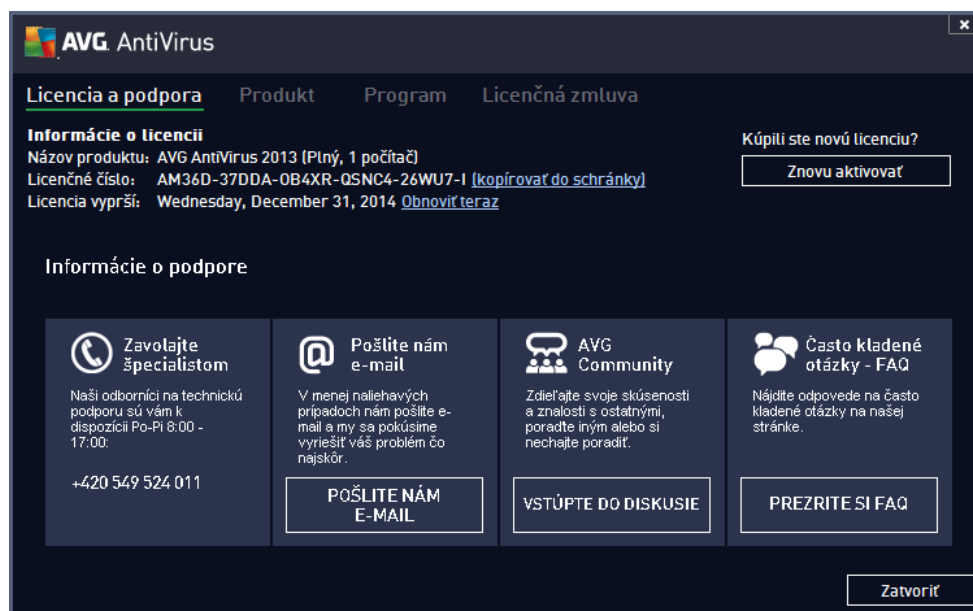 AVG. AntiVirus
x
Licencia a podpora Produkt Program Licenčná zmluva
Informácie o licencii
Názov produktu: AVG AntiVirus 2013 (Plný, 1 počítač)
Licenčné číslo: AM36D-37DDA-OB4XR-QSNC4-26WU7-I (kopírovať do schránky)
Licencia vyprší: Wednesday, December 31, 2014 Obnoviť teraz
Kúpili ste novú licenciu?
Znovu aktivovať
Informácie o podpore
Zavolajte
špecialistom
Naši odborníci na technickú
podporu sú vám k
dispozícii Po-Pi 8:00 -
17:00:
+420 549 524 011
Pošlite nám
e-mail
V menej naliehavých
prípadoch nám pošlite e-
mail a my sa pokúsime
vyriešiť váš problém čo
najskôr.
POŠLITE NÁM
E-MAIL
AVG
Community
Zdieľajte svoje skúsenosti
a znalosti s ostatnými,
poraďte iným alebo si
nechajte poradiť.
VSTÚPTE DO DISKUSIE
Často kladené
otázky - FAQ
Nájdite odpovede na často
kladené otázky na našej
stránke.
PREZRITE SI FAQ
Zatvoriť